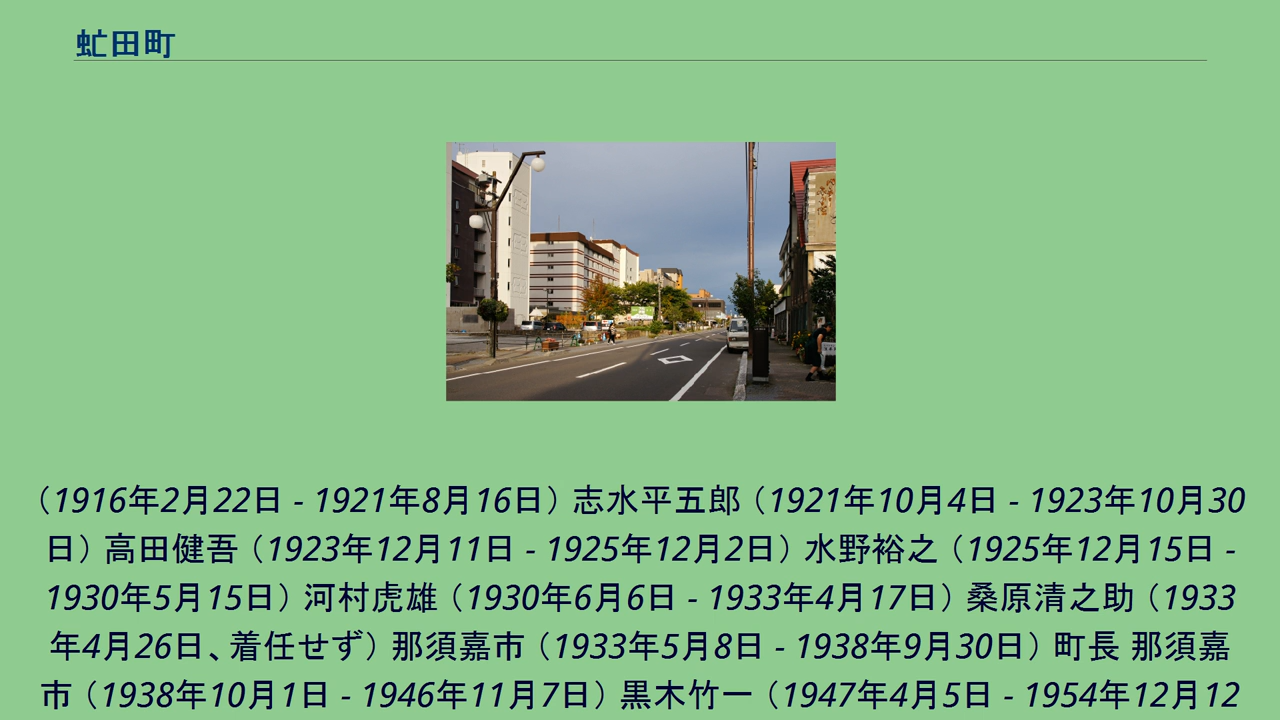 虻田町
（1916年2月22日 - 1921年8月16日）志水平五郎（1921年10月4日 - 1923年10月30
日）高田健吾（1923年12月11日 - 1925年12月2日）水野裕之（1925年12月15日 -
1930年5月15日）河村虎雄（1930年6月6日 - 1933年4月17日）桑原清之助（1933
年4月26日、着任せず）那須嘉市（1933年5月8日 - 1938年9月30日）町長 那須嘉
市（1938年10月1日 - 1946年11月7日）黒木竹一（1947年4月5日 - 1954年12月12